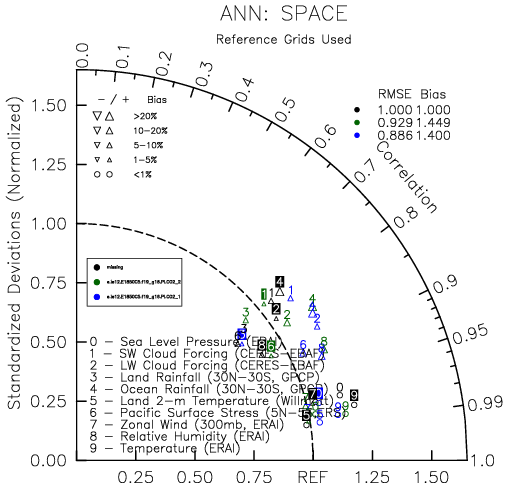 ANN: SPACE
Reference Grids Used
0.0 0.1 0.2 0.3 0.4 0.5 0.6 0.7 0.8 0.9 0.95 0.99 1.0
Correlation
Standardized Deviations (Normalized)
1.50
1.25
1.00
0.75
0.50
0.25
0.00
0.25 0.50 0.75 REF 1.25 1.50
- / + Bias
>20%
10-20%
5-10%
1-5%
<1%
RMSE Bias
1.000 1.000
0.929 1.449
0.886 1.400
missing
0 - Sea Level Pressure
1 - SW Cloud Forcing (CERES-EBAF)
2 - LW Cloud Forcing (CERES-EBAF)
3 - Land Rainfall (30N-30S, GPCP)
4 - Ocean Rainfall (30N-30S,
5 - Land 2-m Temperature
6 - Pacific Surface Stress
7 - Zonal Wind (300mb, ERAI)
8 - Relative Humidity (ERAI)
9 - Temperature (ERAI)